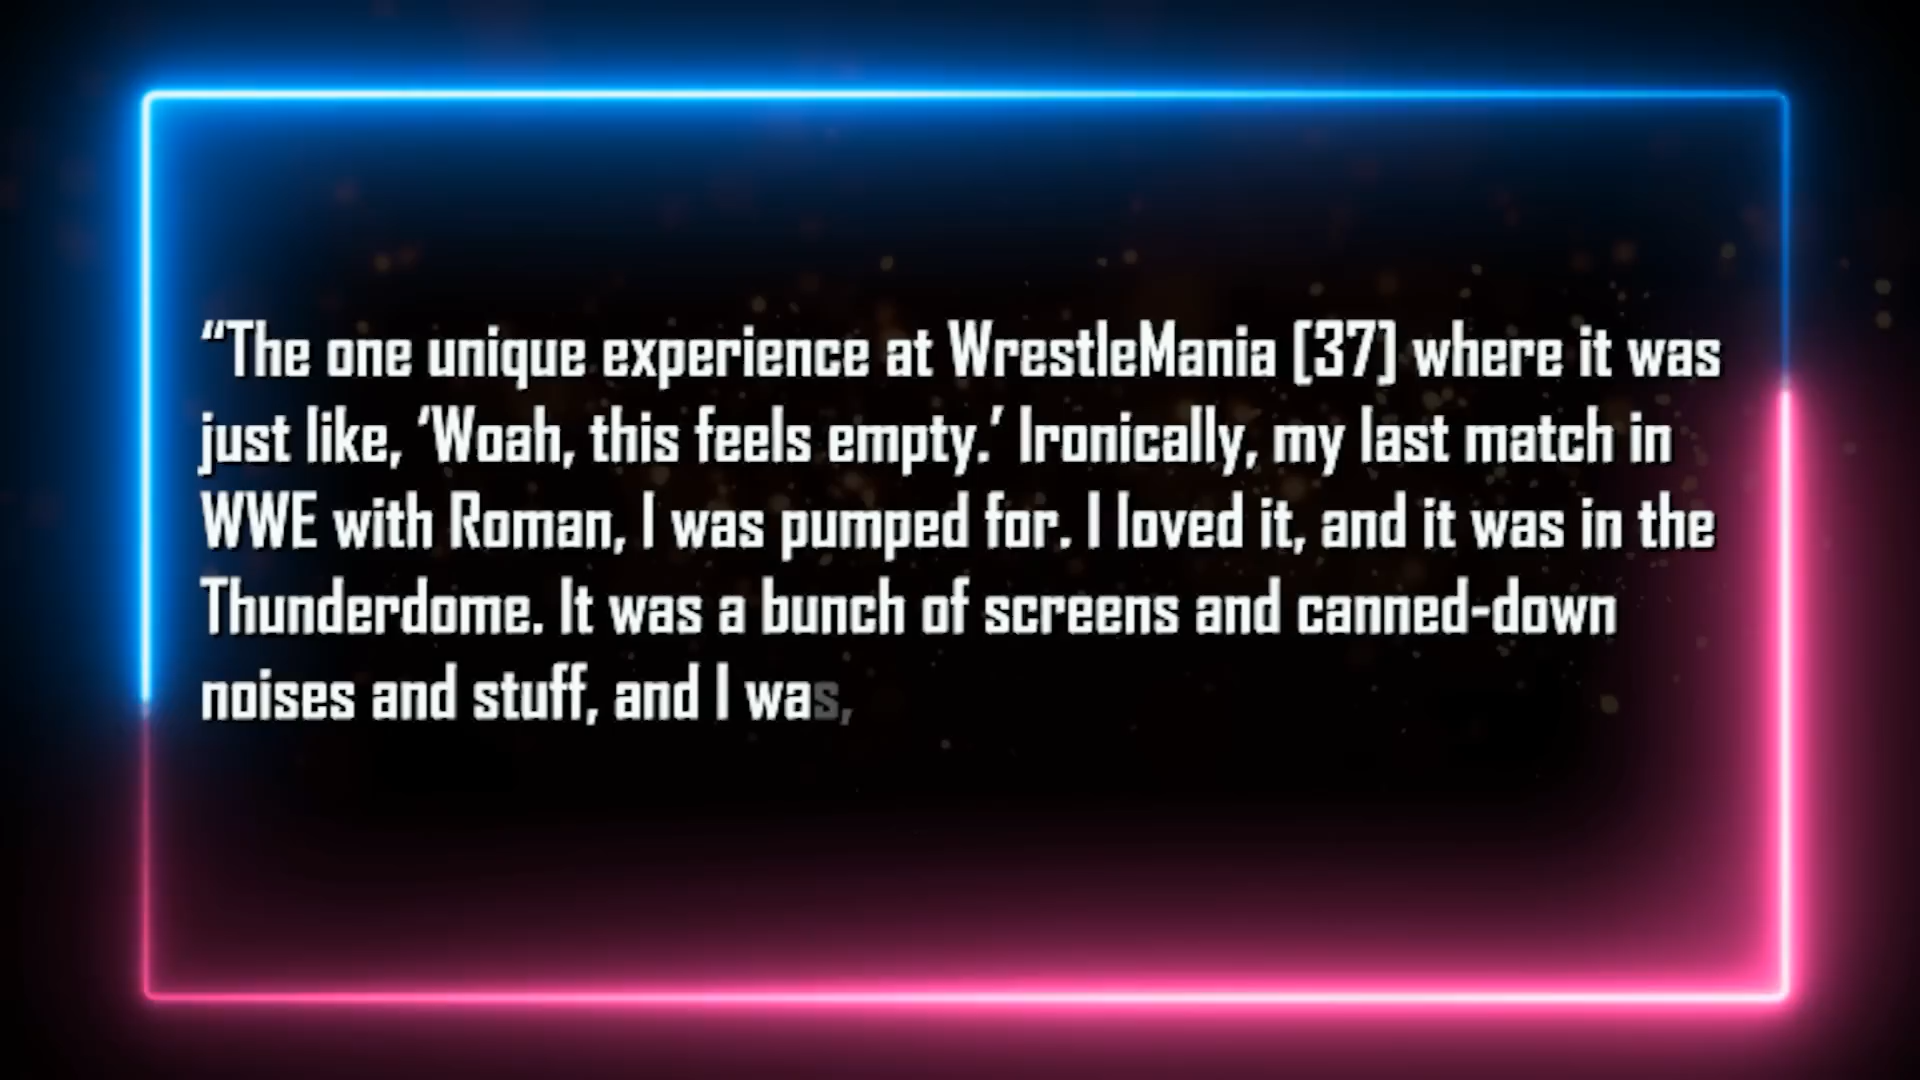 “The one unique experience at WrestleMania [37] where it was
just like, ‘Woah, this feels empty.’ Ironically, my last match in
WWE with Roman, I was pumped for. I loved it, and it was in the
Thunderdome. It was a bunch of screens and canned-down
noises and stuff, and I was,